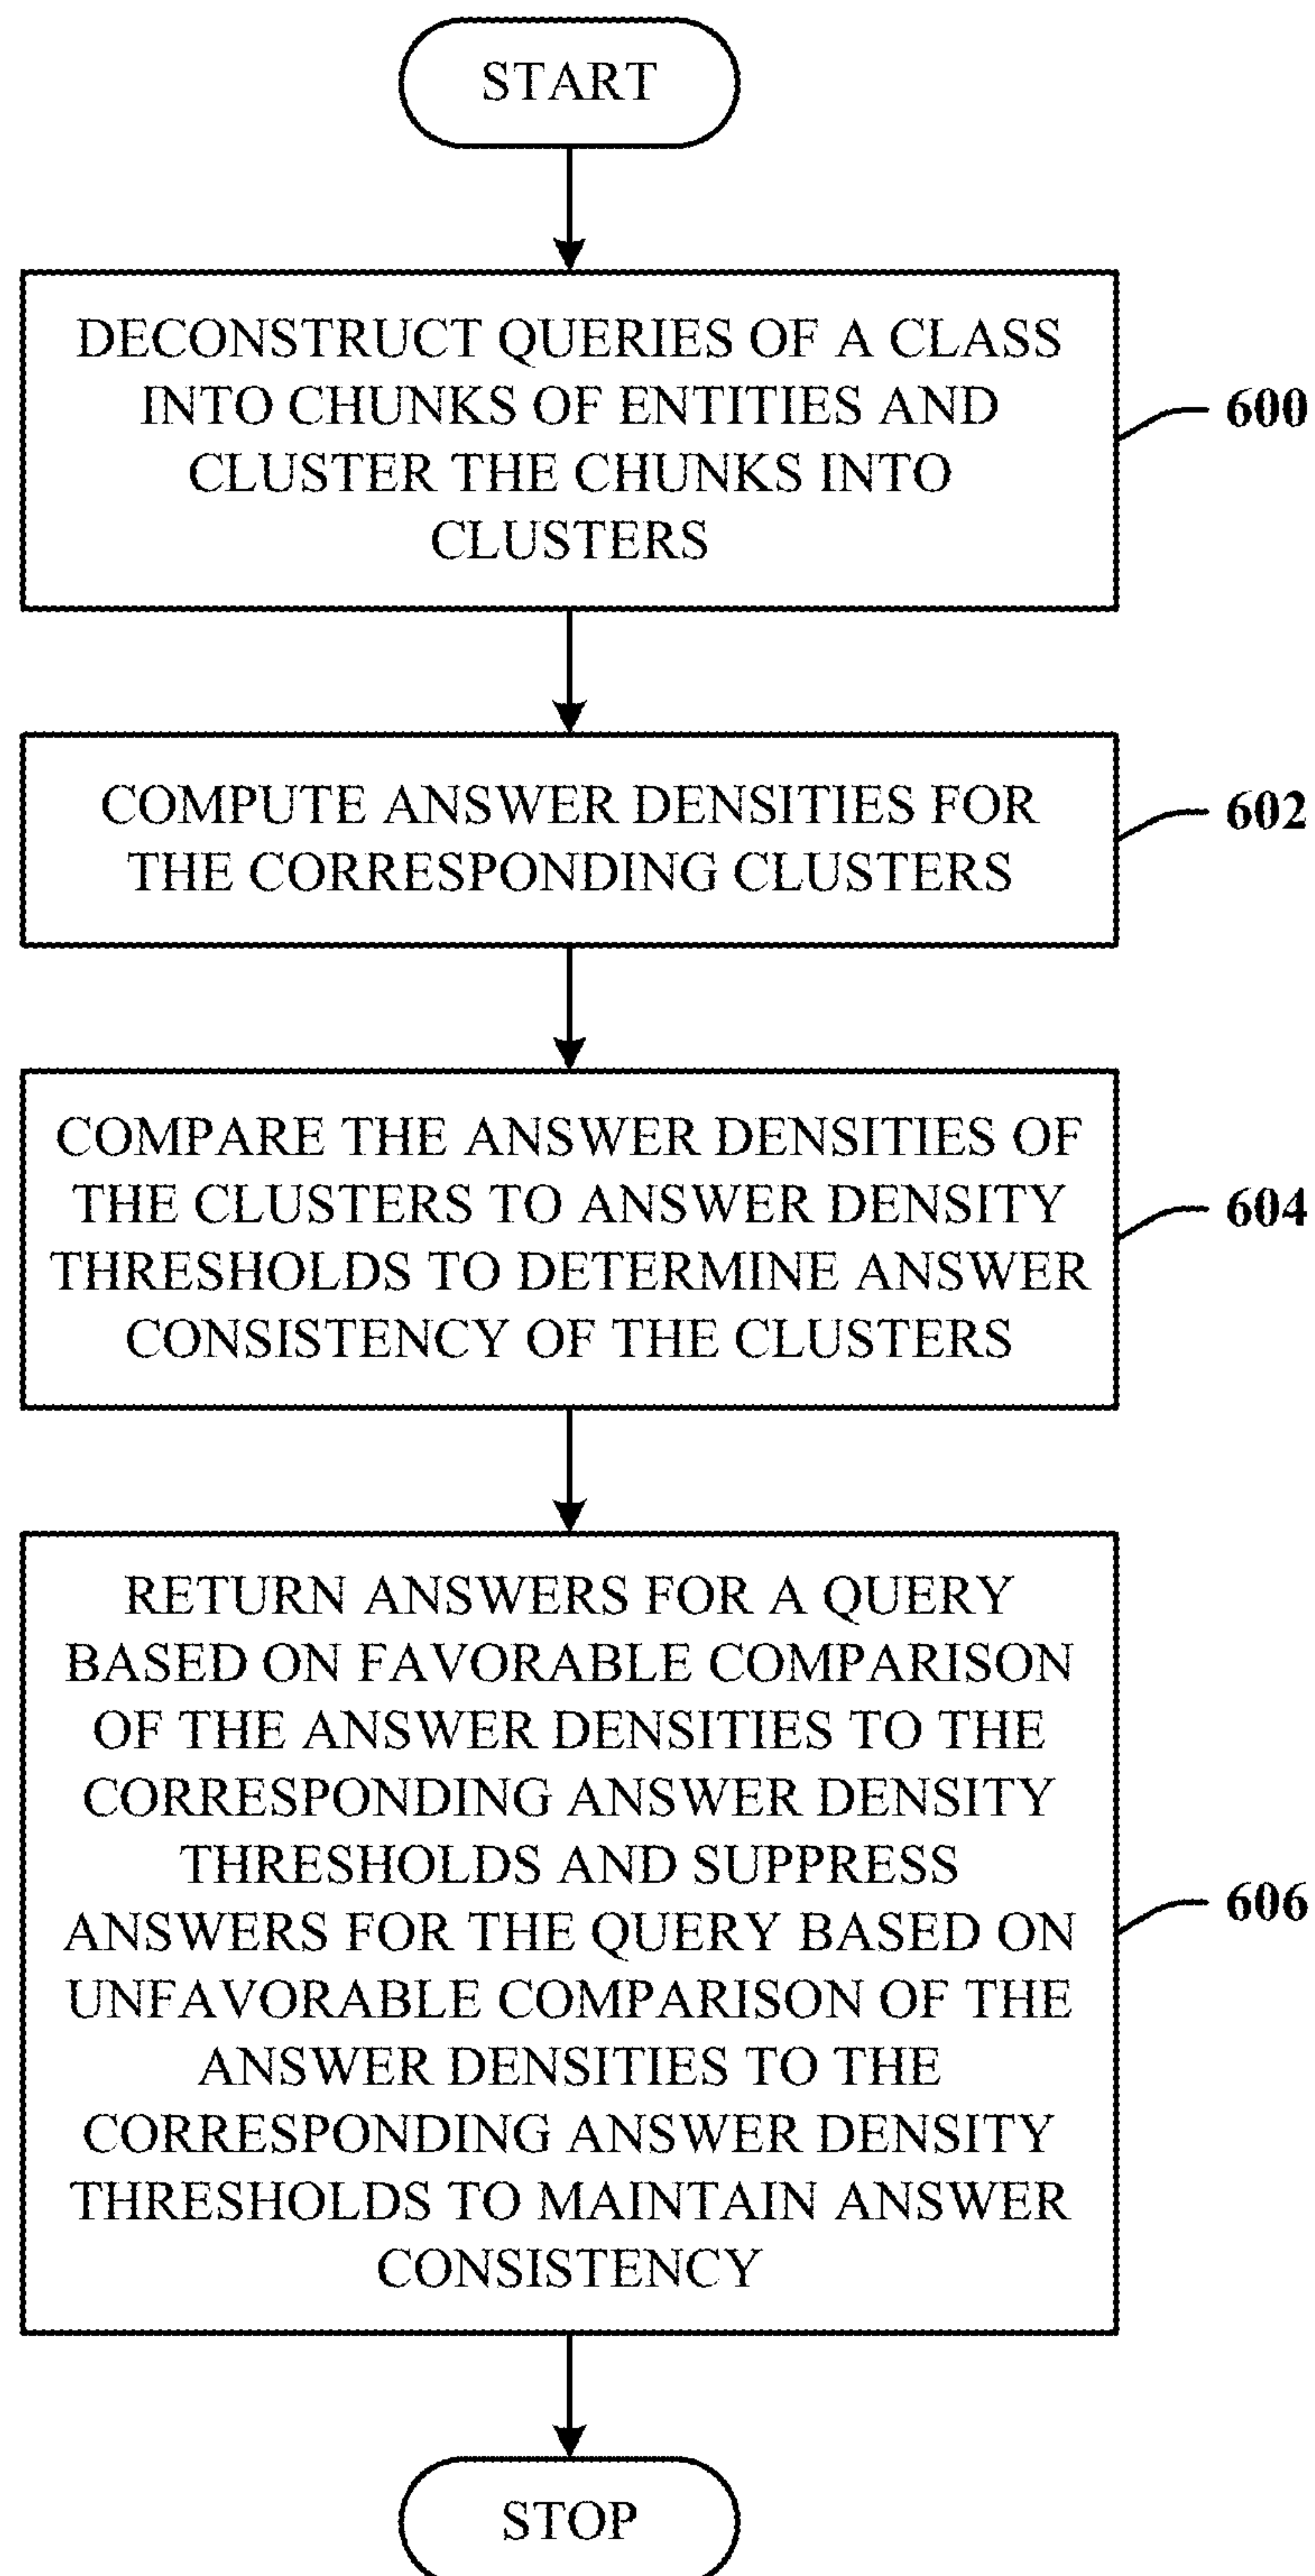 START
DECONSTRUCT QUERIES OF A CLASS
INTO CHUNKS OF ENTITIES AND
CLUSTER THE CHUNKS INTO
CLUSTERS
600
COMPUTE ANSWER DENSITIES FOR
THE CORRESPONDING CLUSTERS
602
COMPARE THE ANSWER DENSITIES OF
THE CLUSTERS TO ANSWER DENSITY
THRESHOLDS TO DETERMINE ANSWER
CONSISTENCY OF THE CLUSTERS
604
RETURN ANSWERS FOR A QUERY
BASED ON FAVORABLE COMPARISON
OF THE ANSWER DENSITIES TO THE
CORRESPONDING ANSWER DENSITY
THRESHOLDS AND SUPPRESS
ANSWERS FOR THE QUERY BASED ON
UNFAVORABLE COMPARISON OF THE
ANSWER DENSITIES TO THE
CORRESPONDING ANSWER DENSITY
THRESHOLDS TO MAINTAIN ANSWER
CONSISTENCY
606
STOP